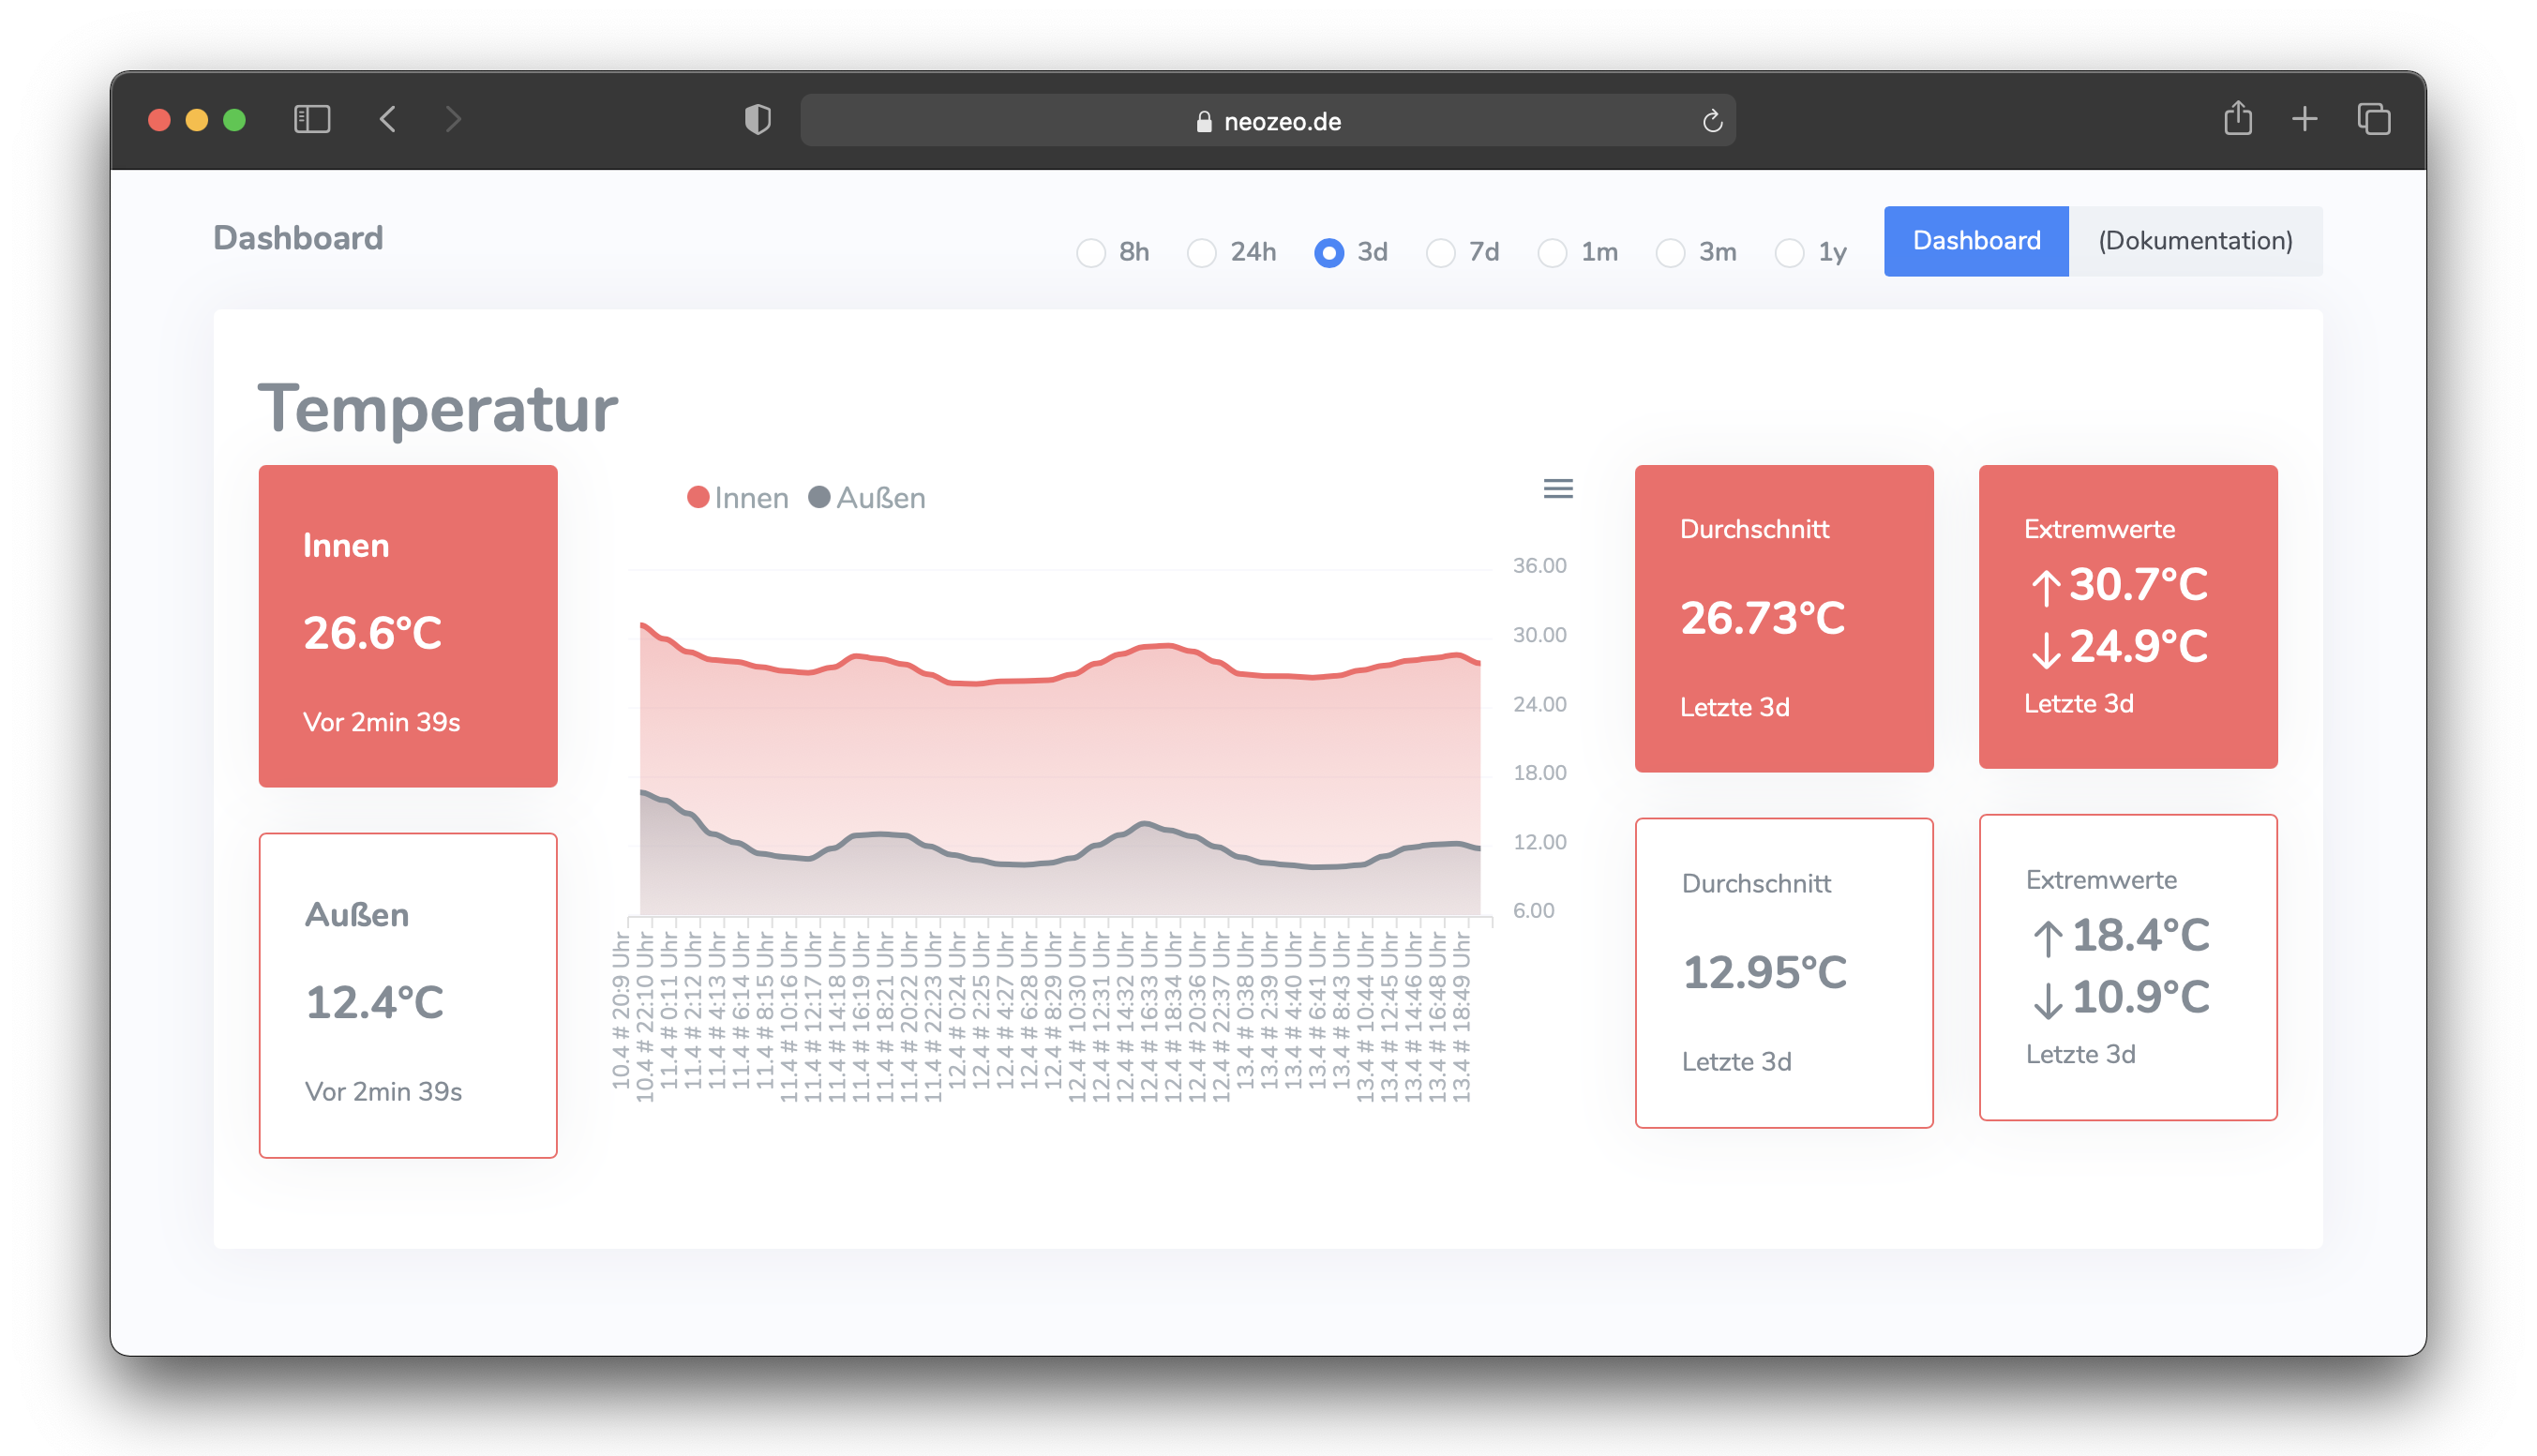 neozeo.de
Dashboard
8h 24h 3d 7d 1m 3m 1y
Dashboard (Dokumentation)
Temperatur
Innen
26.6°C
Vor 2min 39s
Außen
12.4°C
Vor 2min 39s
Innen Außen
36.00
30.00
24.00
18.00
12.00
6.00
10.4 # 20:9 Uhr
10.4 # 22:10 Uhr
11.4 # 0:11 Uhr
11.4 # 2:12 Uhr
11.4 # 4:13 Uhr
11.4 # 6:14 Uhr
11.4 # 8:15 Uhr
11.4 # 10:16 Uhr
11.4 # 12:17 Uhr
11.4 # 14:18 Uhr
11.4 # 16:19 Uhr
11.4 # 18:21 Uhr
11.4 # 20:22 Uhr
11.4 # 22:23 Uhr
12.4 # 0:24 Uhr
12.4 # 2:25 Uhr
12.4 # 4:27 Uhr
12.4 # 6:28 Uhr
12.4 # 8:29 Uhr
12.4 # 10:30 Uhr
12.4 # 12:31 Uhr
12.4 # 14:32 Uhr
12.4 # 16:33 Uhr
12.4 # 18:34 Uhr
12.4 # 20:36 Uhr
12.4 # 22:37 Uhr
13.4 # 0:38 Uhr
13.4 # 2:39 Uhr
13.4 # 4:40 Uhr
13.4 # 6:41 Uhr
13.4 # 8:43 Uhr
13.4 # 10:44 Uhr
13.4 # 12:45 Uhr
13.4 # 14:46 Uhr
13.4 # 16:48 Uhr
13.4 # 18:49 Uhr
Durchschnitt
26.73°C
Letzte 3d
Extremwerte
↑30.7°C
↓24.9°C
Letzte 3d
Durchschnitt
12.95°C
Letzte 3d
Extremwerte
↑18.4°C
↓10.9°C
Letzte 3d